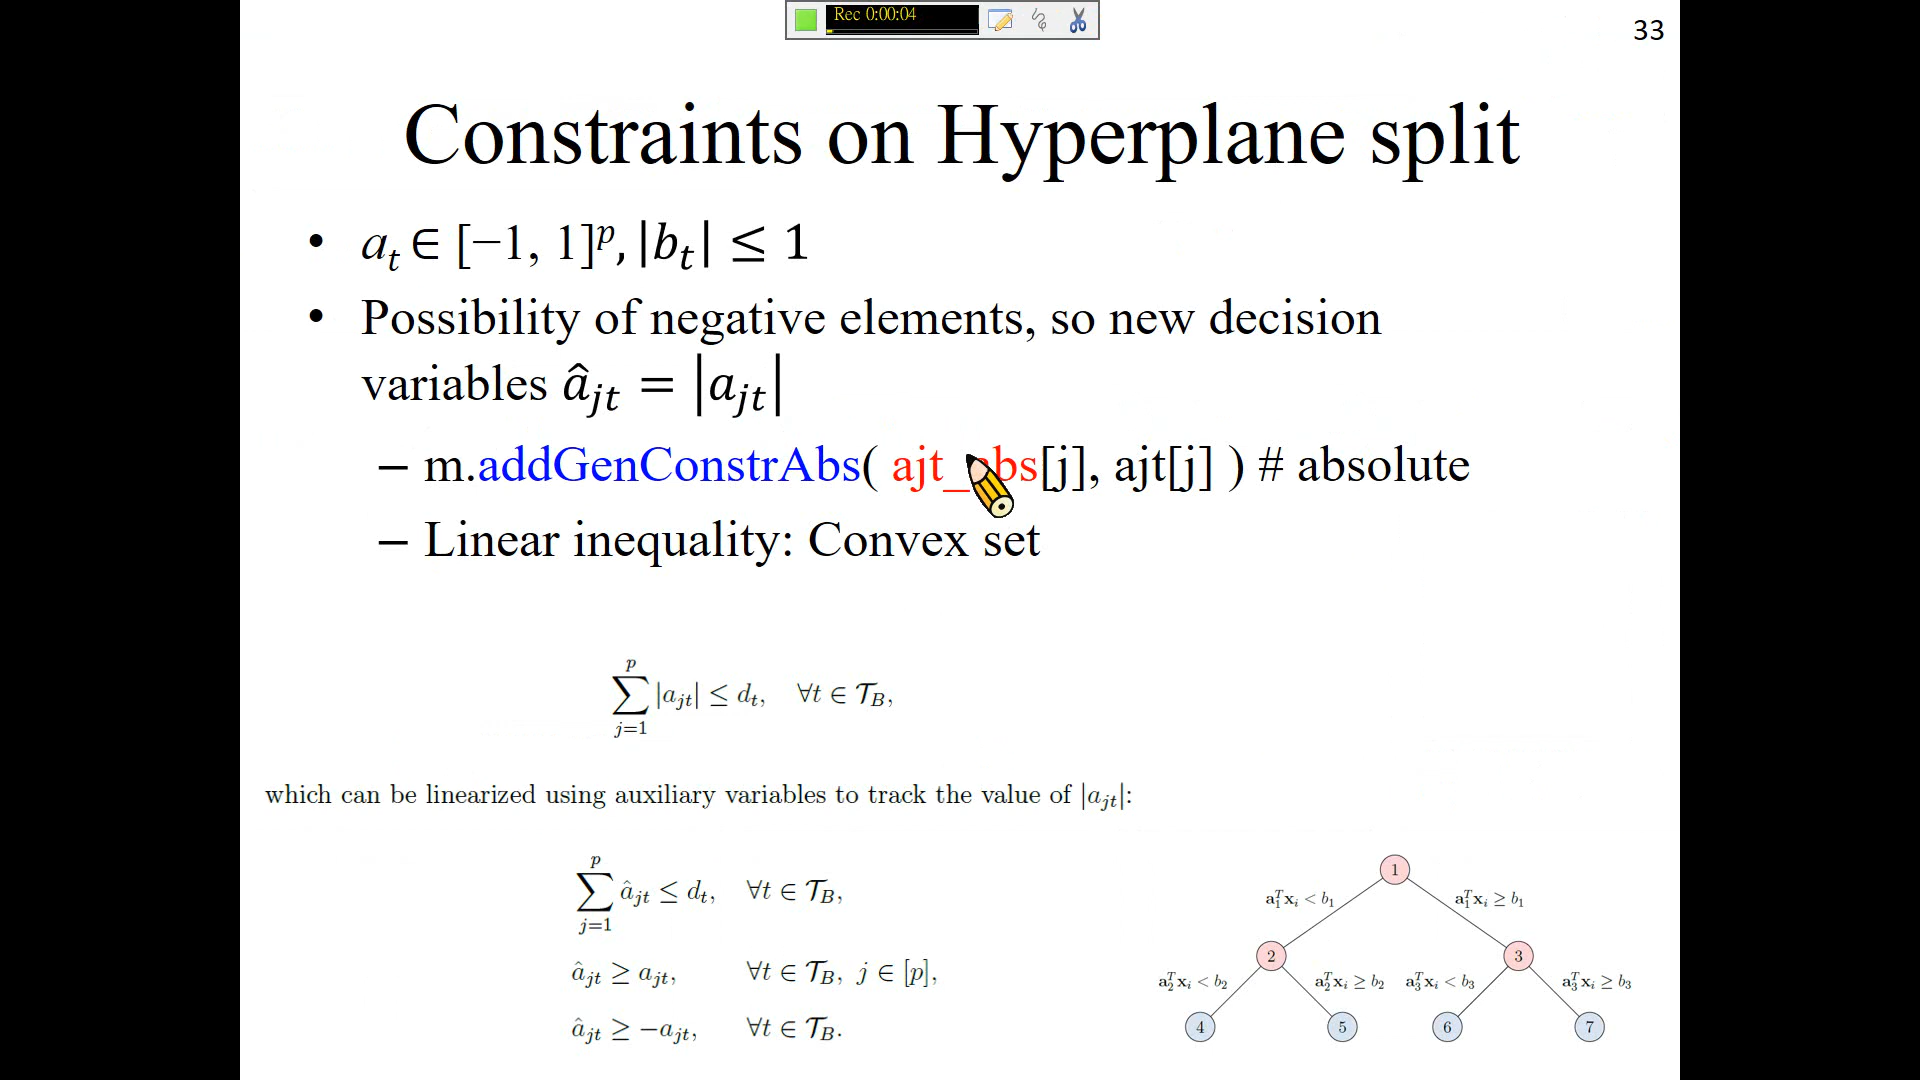 Rec 0:00:04
33
Constraints on Hyperplane split
• a_t ∈ [−1, 1]^p, |b_t| ≤ 1
• Possibility of negative elements, so new decision
variables â_jt = |a_jt|
– m.addGenConstrAbs( ajt_abs[j], ajt[j] ) # absolute
– Linear inequality: Convex set
∑_{j=1}^{p} |a_jt| ≤ d_t, ∀t ∈ 𝒯_B,
which can be linearized using auxiliary variables to track the value of |a_jt|:
∑_{j=1}^{p} â_jt ≤ d_t, ∀t ∈ 𝒯_B,
â_jt ≥ a_jt, ∀t ∈ 𝒯_B, j ∈ [p],
â_jt ≥ −a_jt, ∀t ∈ 𝒯_B.
1
a_1^T x_i < b_1 a_1^T x_i ≥ b_1
2 3
a_2^T x_i < b_2 a_2^T x_i ≥ b_2 a_3^T x_i < b_3 a_3^T x_i ≥ b_3
4 5 6 7